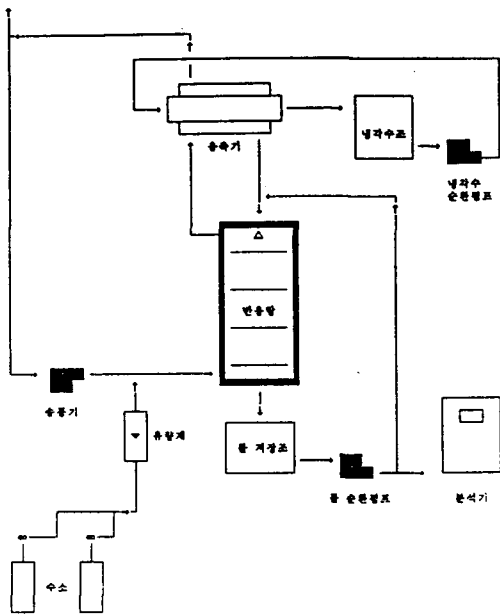 응축기
냉각수조
냉각수
순환펌프
반응탑
송풍기
유량계
물 저장조
물 순환펌프
분석기
수소